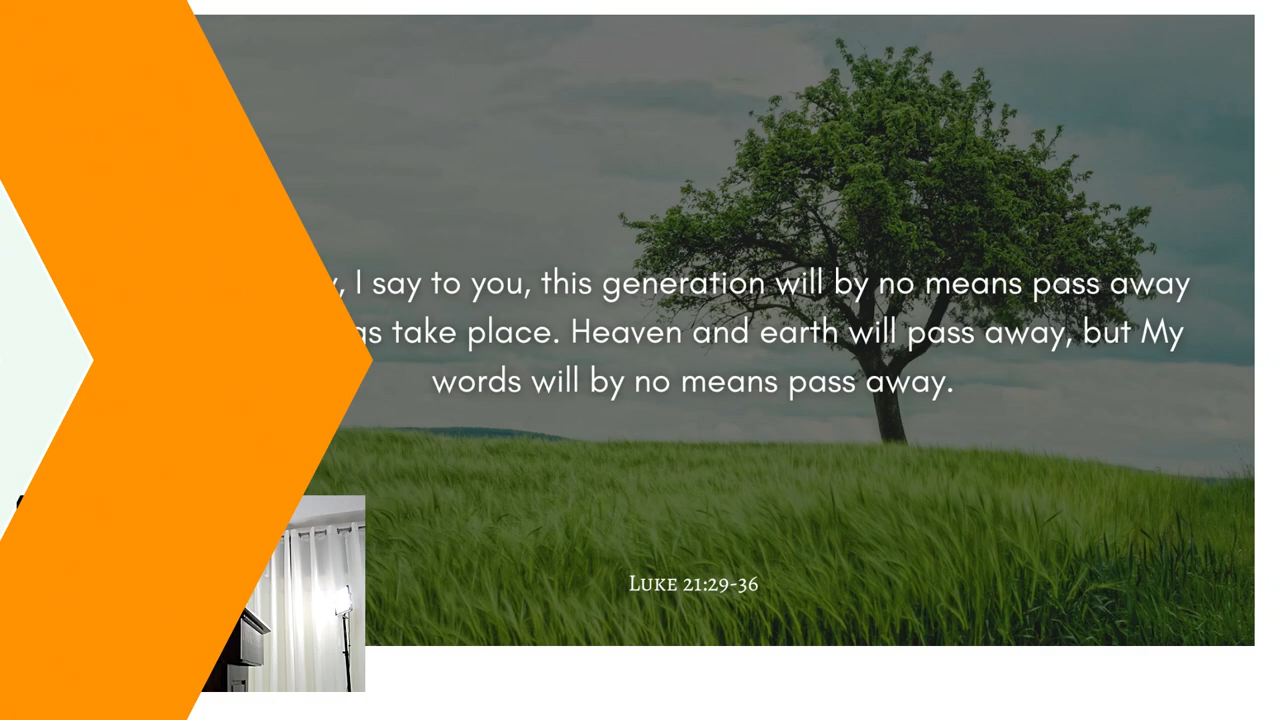 I say to you, this generation will by no means pass away
take place. Heaven and earth will pass away, but My
words will by no means pass away.
Luke 21:29-36